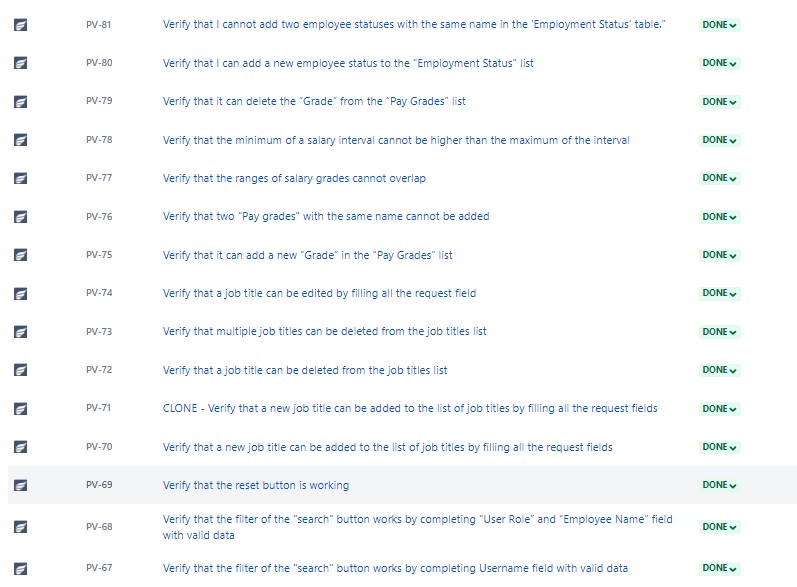 PV-81 Verify that I cannot add two employee statuses with the same name in the 'Employment Status' table.” DONE
PV-80 Verify that I can add a new employee status to the “Employment Status” list DONE
PV-79 Verify that it can delete the “Grade” from the “Pay Grades” list DONE
PV-78 Verify that the minimum of a salary interval cannot be higher than the maximum of the interval DONE
PV-77 Verify that the ranges of salary grades cannot overlap DONE
PV-76 Verify that two “Pay grades” with the same name cannot be added DONE
PV-75 Verify that it can add a new “Grade” in the “Pay Grades” list DONE
PV-74 Verify that a job title can be edited by filling all the request field DONE
PV-73 Verify that multiple job titles can be deleted from the job titles list DONE
PV-72 Verify that a job title can be deleted from the job titles list DONE
PV-71 CLONE - Verify that a new job title can be added to the list of job titles by filling all the request fields DONE
PV-70 Verify that a new job title can be added to the list of job titles by filling all the request fields DONE
PV-69 Verify that the reset button is working DONE
PV-68 Verify that the filter of the "search" button works by completing “User Role” and “Employee Name” field DONE
with valid data
PV-67 Verify that the filter of the "search" button works by completing Username field with valid data DONE